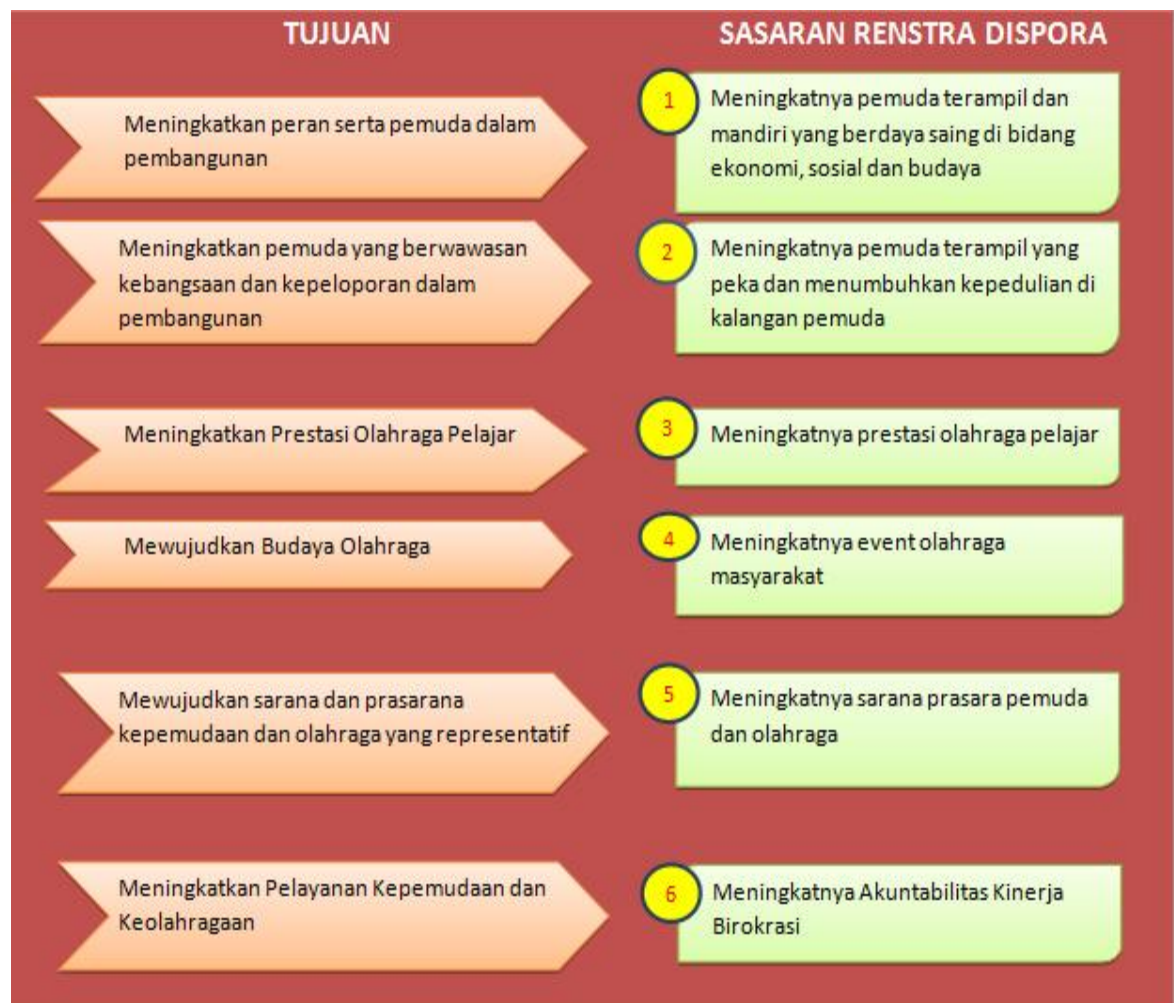 TUJUAN
SASARAN RENSTRA DISPORA
Meningkatkan peran serta pemuda dalam
pembangunan
1
Meningkatnya pemuda terampil dan
mandiri yang berdaya saing di bidang
ekonomi, sosial dan budaya
Meningkatkan pemuda yang berwawasan
kebangsaan dan kepeloporan dalam
pembangunan
2
Meningkatnya pemuda terampil yang
peka dan menumbuhkan kepedulian di
kalangan pemuda
Meningkatkan Prestasi Olahraga Pelajar
3
Meningkatnya prestasi olahraga pelajar
Mewujudkan Budaya Olahraga
4
Meningkatnya event olahraga
masyarakat
Mewujudkan sarana dan prasarana
kepemudaan dan olahraga yang representatif
5
Meningkatnya sarana prasara pemuda
dan olahraga
Meningkatkan Pelayanan Kepemudaan dan
Keolahragaan
6
Meningkatnya Akuntabilitas Kinerja
Birokrasi